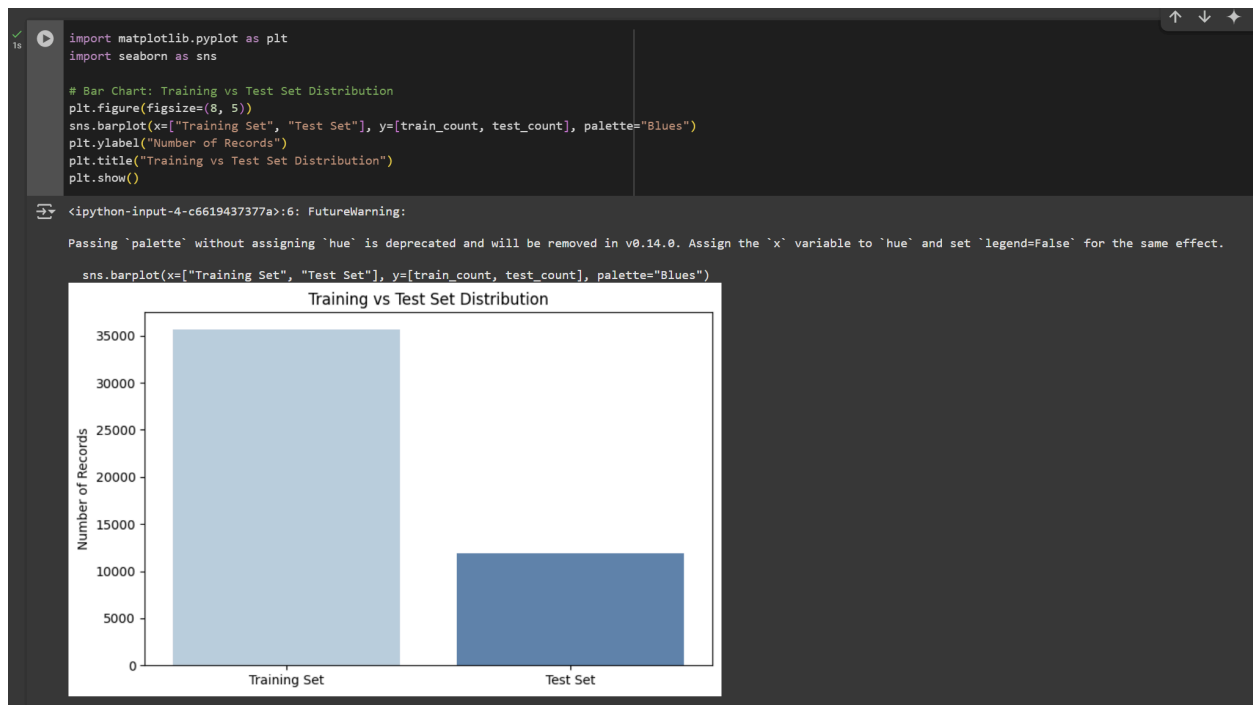 1s
import matplotlib.pyplot as plt
import seaborn as sns
# Bar Chart: Training vs Test Set Distribution
plt.figure(figsize=(8, 5))
sns.barplot(x=["Training Set", "Test Set"], y=[train_count, test_count], palette="Blues")
plt.ylabel("Number of Records")
plt.title("Training vs Test Set Distribution")
plt.show()
<ipython-input-4-c6619437377a>:6: FutureWarning:
Passing `palette` without assigning `hue` is deprecated and will be removed in v0.14.0. Assign the `x` variable to `hue` and set `legend=False` for the same effect.
sns.barplot(x=["Training Set", "Test Set"], y=[train_count, test_count], palette="Blues")
Training vs Test Set Distribution
Number of Records
35000
30000
25000
20000
15000
10000
5000
0
Training Set
Test Set